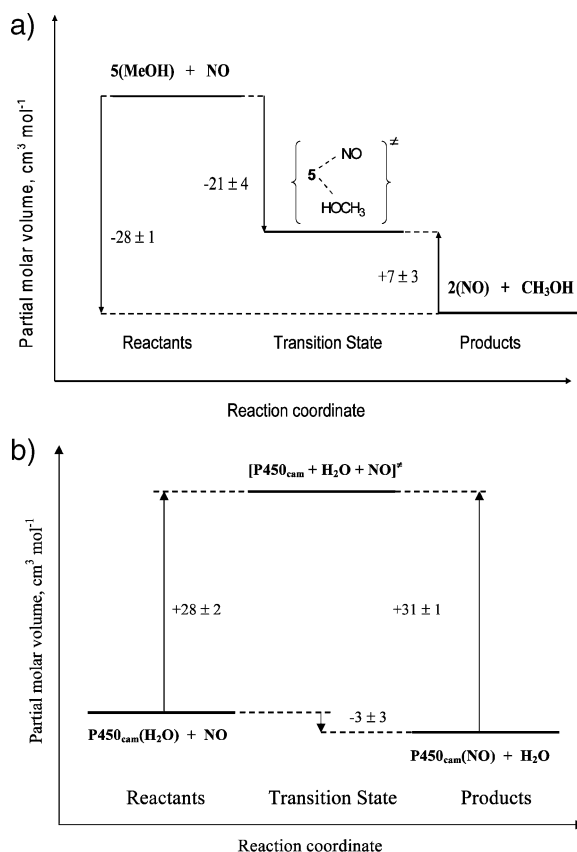 a)
Partial molar volume, cm³ mol⁻¹
5(MeOH) + NO
-28 ± 1
-21 ± 4
NO
5
HOCH₃
≠
+7 ± 3
2(NO) + CH₃OH
Reactants Transition State Products
Reaction coordinate
b)
Partial molar volume, cm³ mol⁻¹
[P450cam + H₂O + NO]≠
+28 ± 2
+31 ± 1
-3 ± 3
P450cam(H₂O) + NO
P450cam(NO) + H₂O
Reactants Transition State Products
Reaction coordinate